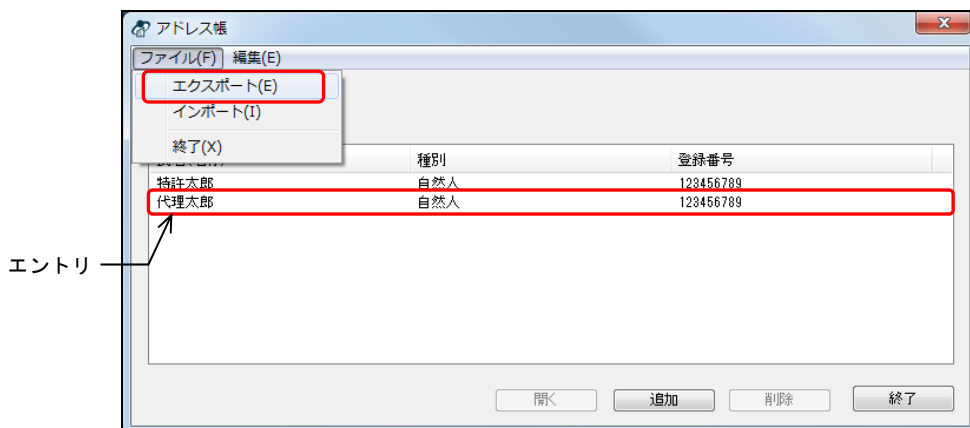 アドレス帳
ファイル(F) 編集(E)
エクスポート(E)
インポート(I)
終了(X)
種別 登録番号
特許太郎 自然人 123456789
代理太郎 自然人 123456789
エントリ
開く 追加 削除 終了